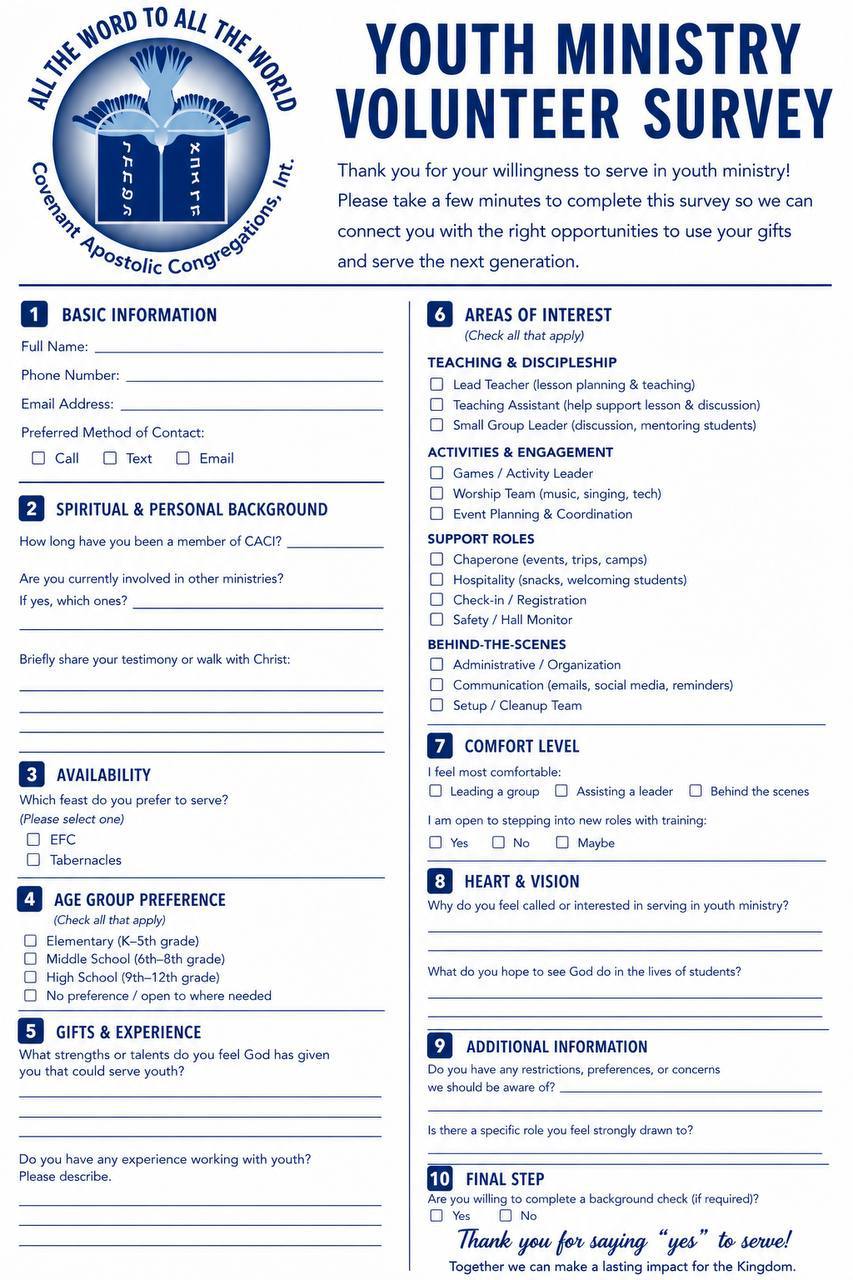 ALL THE WORD TO ALL THE WORLD
Covenant Apostolic Congregations, Int.
YOUTH MINISTRY
VOLUNTEER SURVEY
Thank you for your willingness to serve in youth ministry!
Please take a few minutes to complete this survey so we can
connect you with the right opportunities to use your gifts
and serve the next generation.
1 BASIC INFORMATION
Full Name:
Phone Number:
Email Address:
Preferred Method of Contact:
Call Text Email
2 SPIRITUAL & PERSONAL BACKGROUND
How long have you been a member of CACI?
Are you currently involved in other ministries?
If yes, which ones?
Briefly share your testimony or walk with Christ:
3 AVAILABILITY
Which feast do you prefer to serve?
(Please select one)
EFC
Tabernacles
4 AGE GROUP PREFERENCE
(Check all that apply)
Elementary (K–5th grade)
Middle School (6th–8th grade)
High School (9th–12th grade)
No preference / open to where needed
5 GIFTS & EXPERIENCE
What strengths or talents do you feel God has given
you that could serve youth?
Do you have any experience working with youth?
Please describe.
6 AREAS OF INTEREST
(Check all that apply)
TEACHING & DISCIPLESHIP
Lead Teacher (lesson planning & teaching)
Teaching Assistant (help support lesson & discussion)
Small Group Leader (discussion, mentoring students)
ACTIVITIES & ENGAGEMENT
Games / Activity Leader
Worship Team (music, singing, tech)
Event Planning & Coordination
SUPPORT ROLES
Chaperone (events, trips, camps)
Hospitality (snacks, welcoming students)
Check-in / Registration
Safety / Hall Monitor
BEHIND-THE-SCENES
Administrative / Organization
Communication (emails, social media, reminders)
Setup / Cleanup Team
7 COMFORT LEVEL
I feel most comfortable:
Leading a group Assisting a leader Behind the scenes
I am open to stepping into new roles with training:
Yes No Maybe
8 HEART & VISION
Why do you feel called or interested in serving in youth ministry?
What do you hope to see God do in the lives of students?
9 ADDITIONAL INFORMATION
Do you have any restrictions, preferences, or concerns
we should be aware of?
Is there a specific role you feel strongly drawn to?
10 FINAL STEP
Are you willing to complete a background check (if required)?
Yes No
Thank you for saying “yes” to serve!
Together we can make a lasting impact for the Kingdom.